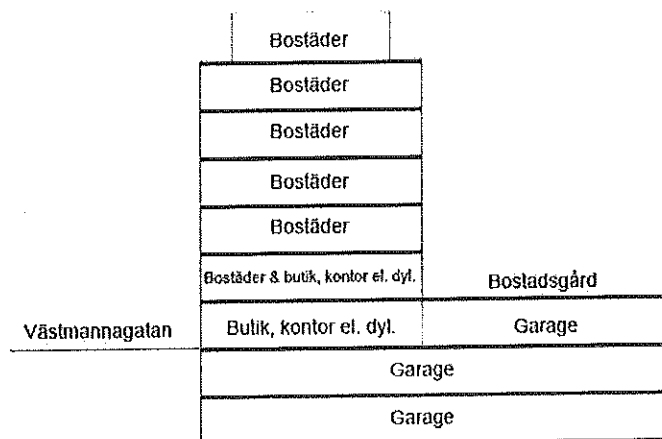 Bostäder
Bostäder
Bostäder
Bostäder
Bostäder
Bostäder & butik, kontor el. dyl.
Bostadsgård
Västmannagatan
Butik, kontor el. dyl.
Garage
Garage
Garage